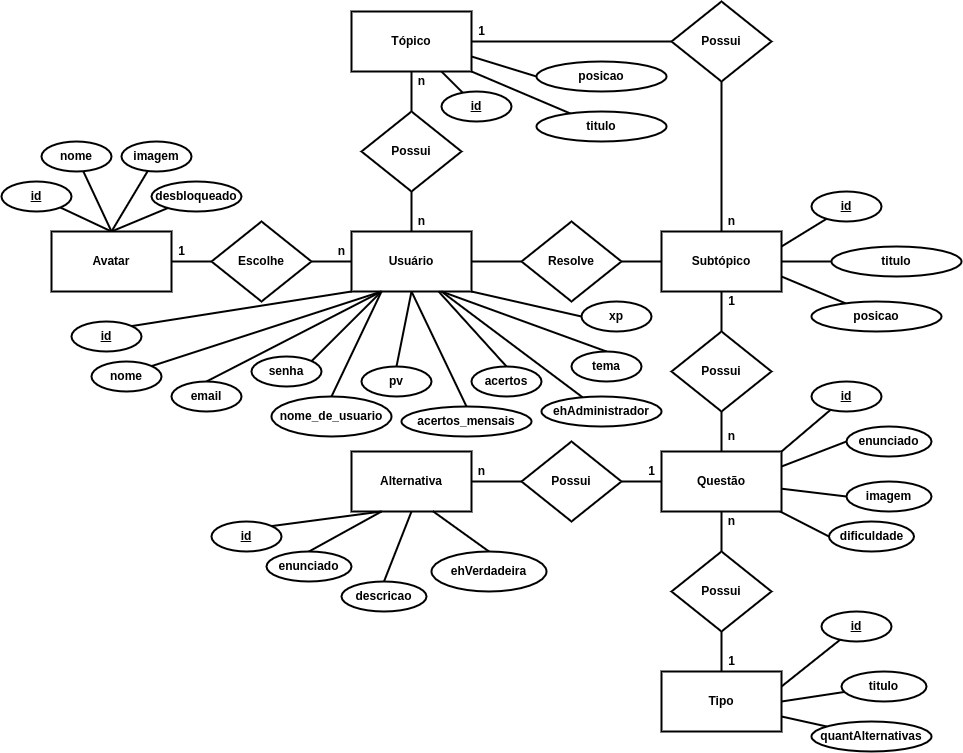 Tópico
1
Possui
posicao
n
id
titulo
Possui
nome
imagem
id
desbloqueado
id
n
n
Avatar
1
Escolhe
n
Usuário
Resolve
Subtópico
titulo
1
posicao
xp
id
nome
senha
tema
Possui
email
pv
acertos
id
nome_de_usuario
acertos_mensais
ehAdministrador
n
enunciado
Alternativa
n
Possui
1
Questão
imagem
n
id
dificuldade
enunciado
ehVerdadeira
descricao
Possui
id
1
titulo
Tipo
quantAlternativas